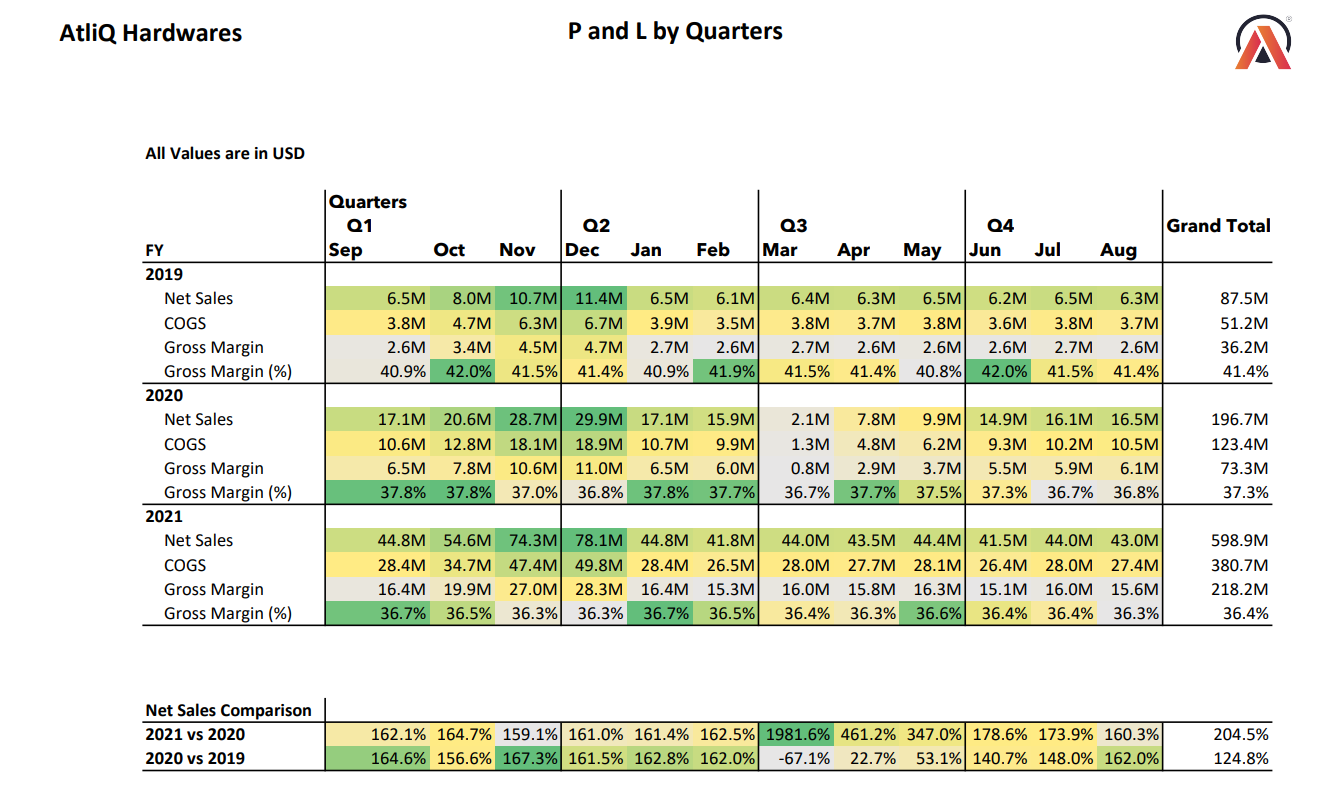 AtliQ Hardwares P and L by Quarters
®
All Values are in USD
Quarters
Q1 Q2 Q3 Q4 Grand Total
FY Sep Oct Nov Dec Jan Feb Mar Apr May Jun Jul Aug
2019
Net Sales 6.5M 8.0M 10.7M 11.4M 6.5M 6.1M 6.4M 6.3M 6.5M 6.2M 6.5M 6.3M 87.5M
COGS 3.8M 4.7M 6.3M 6.7M 3.9M 3.5M 3.8M 3.7M 3.8M 3.6M 3.8M 3.7M 51.2M
Gross Margin 2.6M 3.4M 4.5M 4.7M 2.7M 2.6M 2.7M 2.6M 2.6M 2.6M 2.7M 2.6M 36.2M
Gross Margin (%) 40.9% 42.0% 41.5% 41.4% 40.9% 41.9% 41.5% 41.4% 40.8% 42.0% 41.5% 41.4% 41.4%
2020
Net Sales 17.1M 20.6M 28.7M 29.9M 17.1M 15.9M 2.1M 7.8M 9.9M 14.9M 16.1M 16.5M 196.7M
COGS 10.6M 12.8M 18.1M 18.9M 10.7M 9.9M 1.3M 4.8M 6.2M 9.3M 10.2M 10.5M 123.4M
Gross Margin 6.5M 7.8M 10.6M 11.0M 6.5M 6.0M 0.8M 2.9M 3.7M 5.5M 5.9M 6.1M 73.3M
Gross Margin (%) 37.8% 37.8% 37.0% 36.8% 37.8% 37.7% 36.7% 37.7% 37.5% 37.3% 36.7% 36.8% 37.3%
2021
Net Sales 44.8M 54.6M 74.3M 78.1M 44.8M 41.8M 44.0M 43.5M 44.4M 41.5M 44.0M 43.0M 598.9M
COGS 28.4M 34.7M 47.4M 49.8M 28.4M 26.5M 28.0M 27.7M 28.1M 26.4M 28.0M 27.4M 380.7M
Gross Margin 16.4M 19.9M 27.0M 28.3M 16.4M 15.3M 16.0M 15.8M 16.3M 15.1M 16.0M 15.6M 218.2M
Gross Margin (%) 36.7% 36.5% 36.3% 36.3% 36.7% 36.5% 36.4% 36.3% 36.6% 36.4% 36.4% 36.3% 36.4%
Net Sales Comparison
2021 vs 2020 162.1% 164.7% 159.1% 161.0% 161.4% 162.5% 1981.6% 461.2% 347.0% 178.6% 173.9% 160.3% 204.5%
2020 vs 2019 164.6% 156.6% 167.3% 161.5% 162.8% 162.0% -67.1% 22.7% 53.1% 140.7% 148.0% 162.0% 124.8%